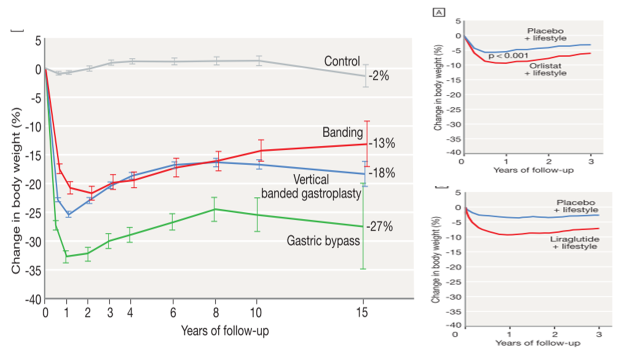 5
0
-5
-10
-15
-20
-25
-30
-35
-40
Change in body weight (%)
Control
-2%
Banding
-13%
-18%
Vertical
banded gastroplasty
-27%
Gastric bypass
0 1 2 3 4 6 8 10 15
Years of follow-up
A
5
0
-5
-10
-15
-20
-25
-30
-35
-40
Change in body weight (%)
Placebo
+ lifestyle
p < 0.001
Orlistat
+ lifestyle
0 1 2 3
Years of follow-up
5
0
-5
-10
-15
-20
-25
-30
-35
-40
Change in body weight (%)
Placebo
+ lifestyle
Liraglutide
+ lifestyle
0 1 2 3
Years of follow-up